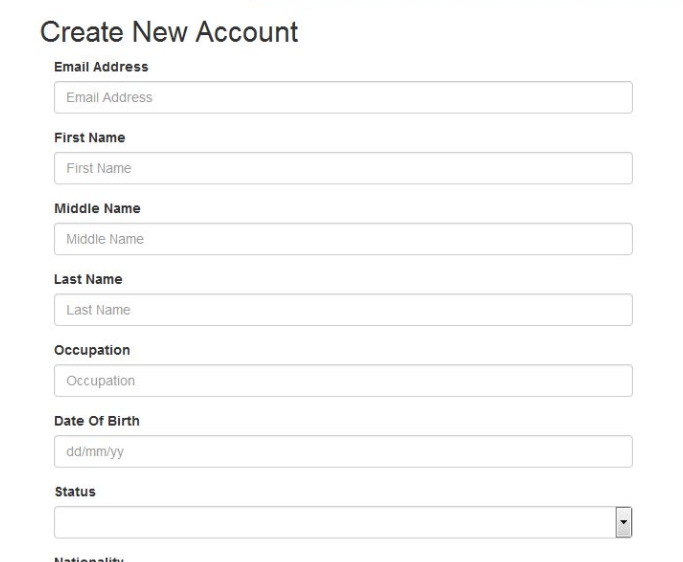 Create New Account
Email Address
Email Address
First Name
First Name
Middle Name
Middle Name
Last Name
Last Name
Occupation
Occupation
Date Of Birth
dd/mm/yy
Status
Nationality